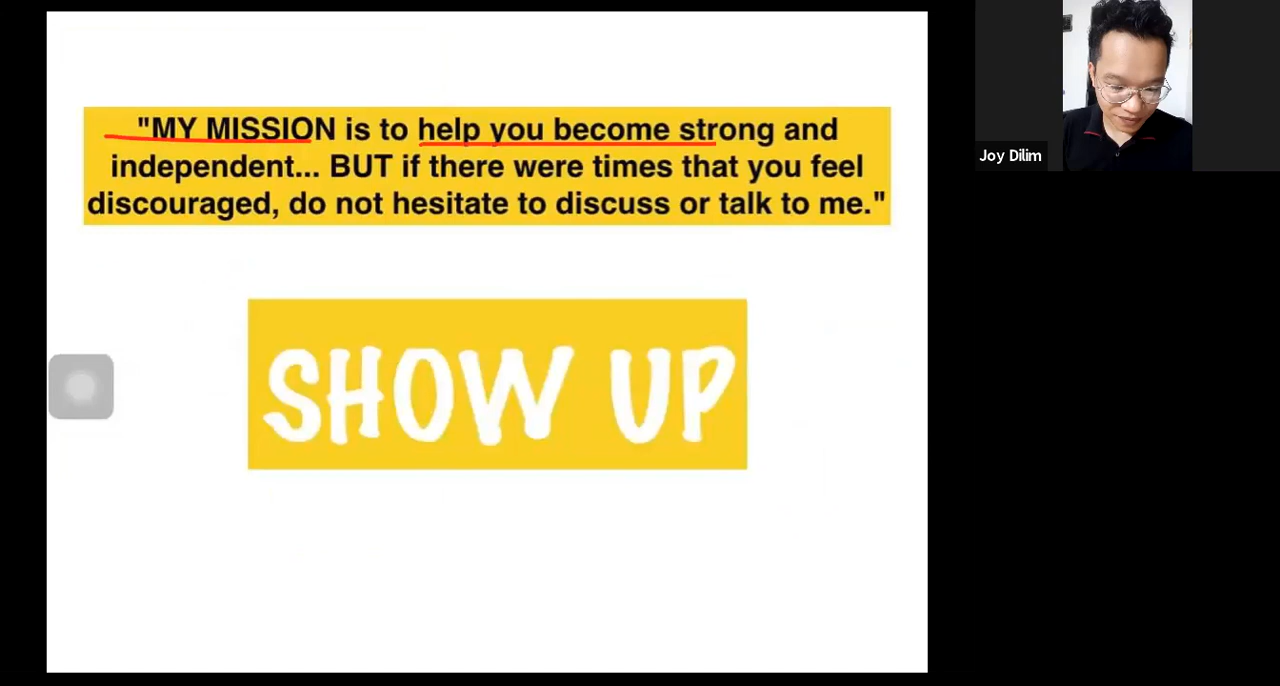 "MY MISSION is to help you become strong and
independent... BUT if there were times that you feel
discouraged, do not hesitate to discuss or talk to me."
SHOW UP
Joy Dilim